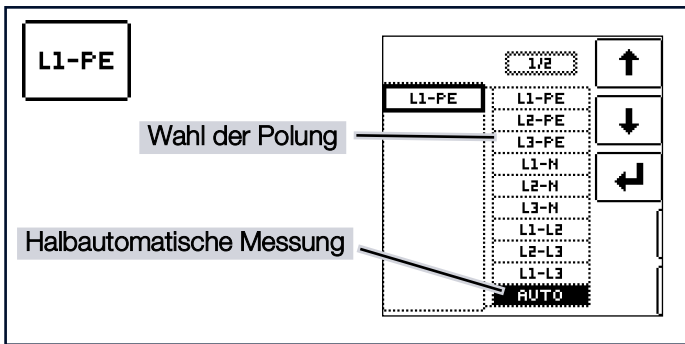 L1-PE
1/2
L1-PE
L1-PE
L2-PE
L3-PE
L1-N
L2-N
L3-N
L1-L2
L2-L3
L1-L3
AUTO
Wahl der Polung
Halbautomatische Messung